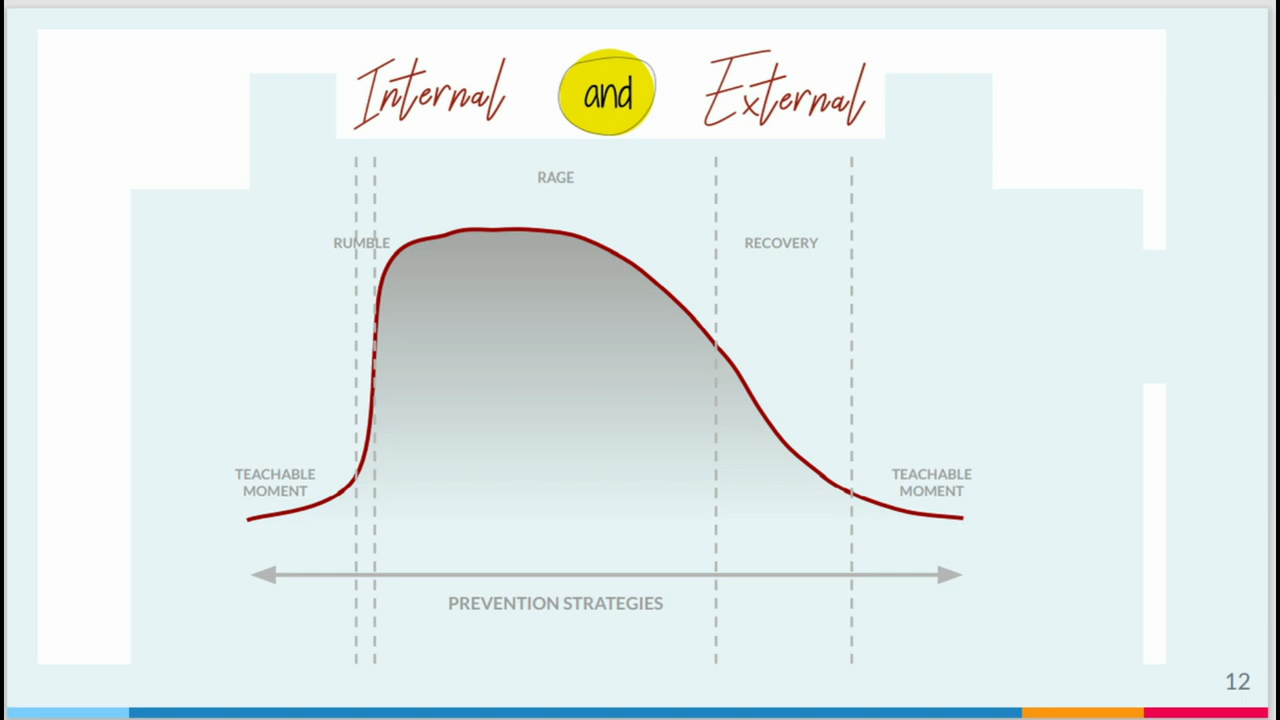 Internal and External
RAGE
RUMBLE
RECOVERY
TEACHABLE
MOMENT
TEACHABLE
MOMENT
PREVENTION STRATEGIES
12